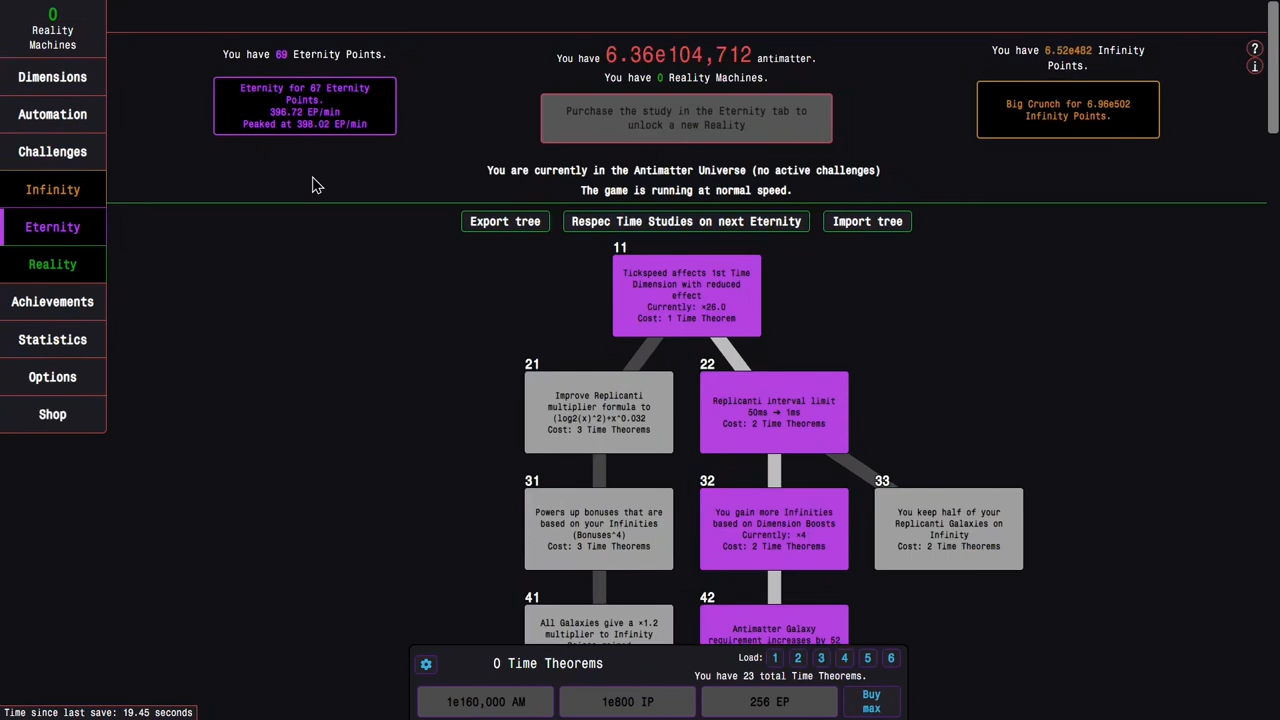 0
Reality
Machines
Dimensions
Automation
Challenges
Infinity
Eternity
Reality
Achievements
Statistics
Options
Shop
You have 69 Eternity Points.
Eternity for 67 Eternity
Points.
396.72 EP/min
Peaked at 398.02 EP/min
You have 6.36e104,712 antimatter.
You have 0 Reality Machines.
Purchase the study in the Eternity tab to
unlock a new Reality
You have 6.52e482 Infinity
Points.
Big Crunch for 6.96e502
Infinity Points.
?
i
You are currently in the Antimatter Universe (no active challenges)
The game is running at normal speed.
Export tree
Respec Time Studies on next Eternity
Import tree
11
Tickspeed affects 1st Time
Dimension with reduced
effect
Currently: ×26.0
Cost: 1 Time Theorem
21
Improve Replicanti
multiplier formula to
(log2(x)^2)+x^0.032
Cost: 3 Time Theorems
22
Replicanti interval limit
50ms → 1ms
Cost: 2 Time Theorems
31
Powers up bonuses that are
based on your Infinities
(Bonuses^4)
Cost: 3 Time Theorems
32
You gain more Infinities
based on Dimension Boosts
Currently: ×4
Cost: 2 Time Theorems
33
You keep half of your
Replicanti Galaxies on
Infinity
Cost: 2 Time Theorems
41
All Galaxies give a ×1.2
multiplier to Infinity
42
Antimatter Galaxy
requirement increases by 52
0 Time Theorems
Load: 1 2 3 4 5 6
You have 23 total Time Theorems.
1e160,000 AM
1e800 IP
256 EP
Buy
max
Time since last save: 19.45 seconds